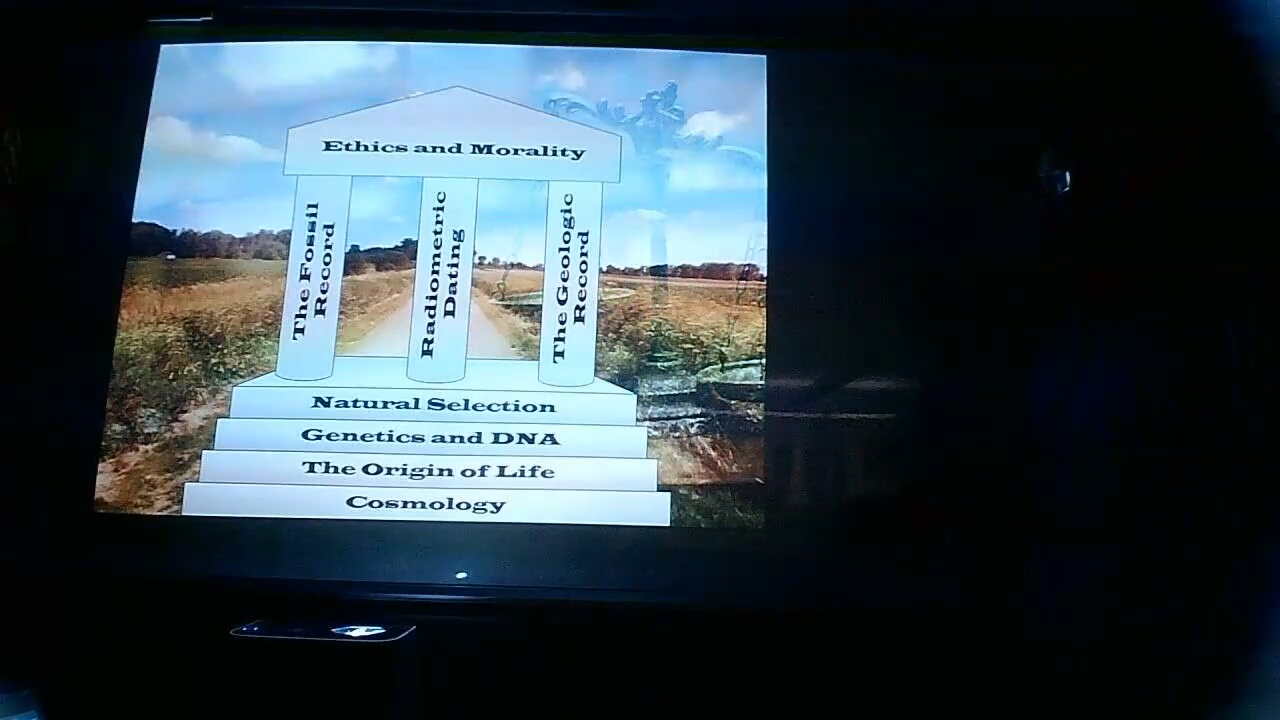 Ethics and Morality
The Fossil
Record
Radiometric
Dating
The Geologic
Record
Natural Selection
Genetics and DNA
The Origin of Life
Cosmology